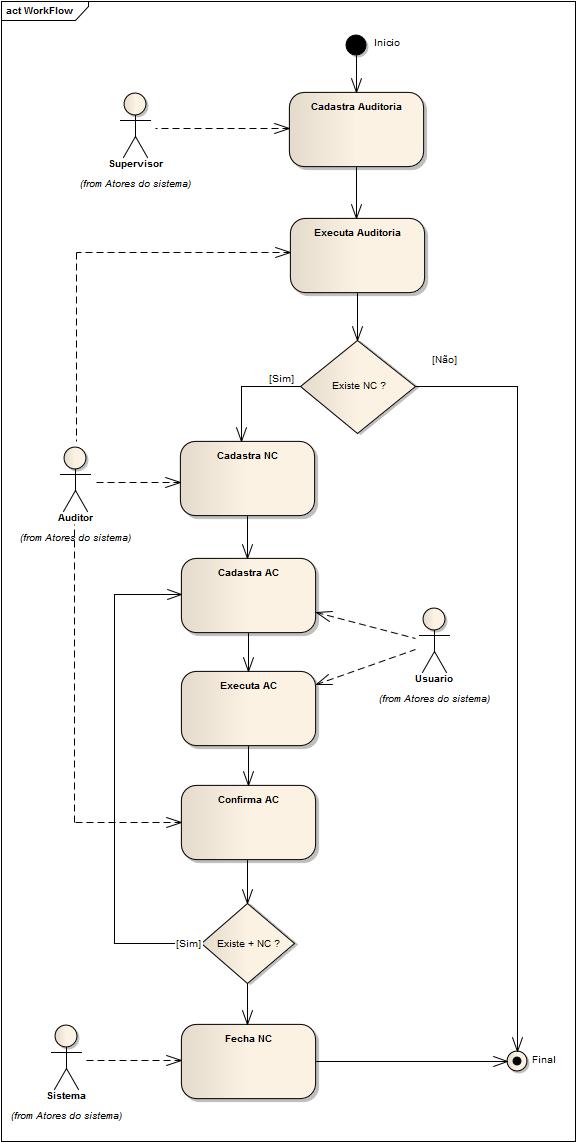 act WorkFlow
Inicio
Cadastra Auditoria
Supervisor
(from Atores do sistema)
Executa Auditoria
[Não]
[Sim]
Existe NC ?
Cadastra NC
Auditor
(from Atores do sistema)
Cadastra AC
Usuario
(from Atores do sistema)
Executa AC
Confirma AC
[Sim]
Existe + NC ?
Fecha NC
Final
Sistema
(from Atores do sistema)